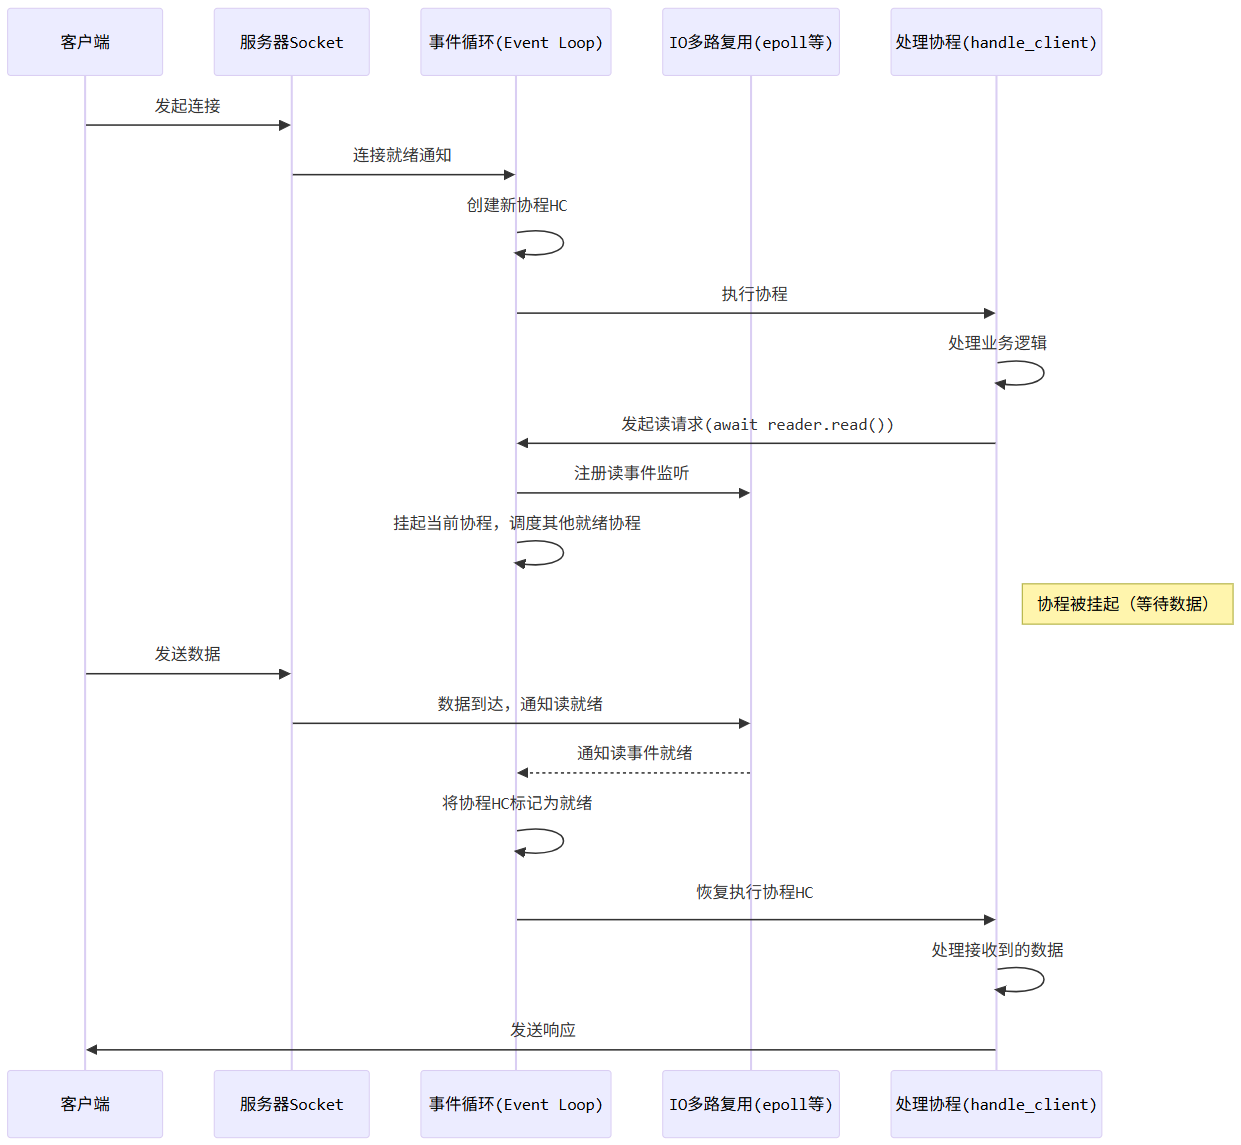 客户端
服务器Socket
事件循环(Event Loop)
IO多路复用(epoll等)
处理协程(handle_client)
发起连接
连接就绪通知
创建新协程HC
执行协程
处理业务逻辑
发起读请求(await reader.read())
注册读事件监听
挂起当前协程，调度其他就绪协程
协程被挂起（等待数据）
发送数据
数据到达，通知读就绪
通知读事件就绪
将协程HC标记为就绪
恢复执行协程HC
处理接收到的数据
发送响应
客户端
服务器Socket
事件循环(Event Loop)
IO多路复用(epoll等)
处理协程(handle_client)